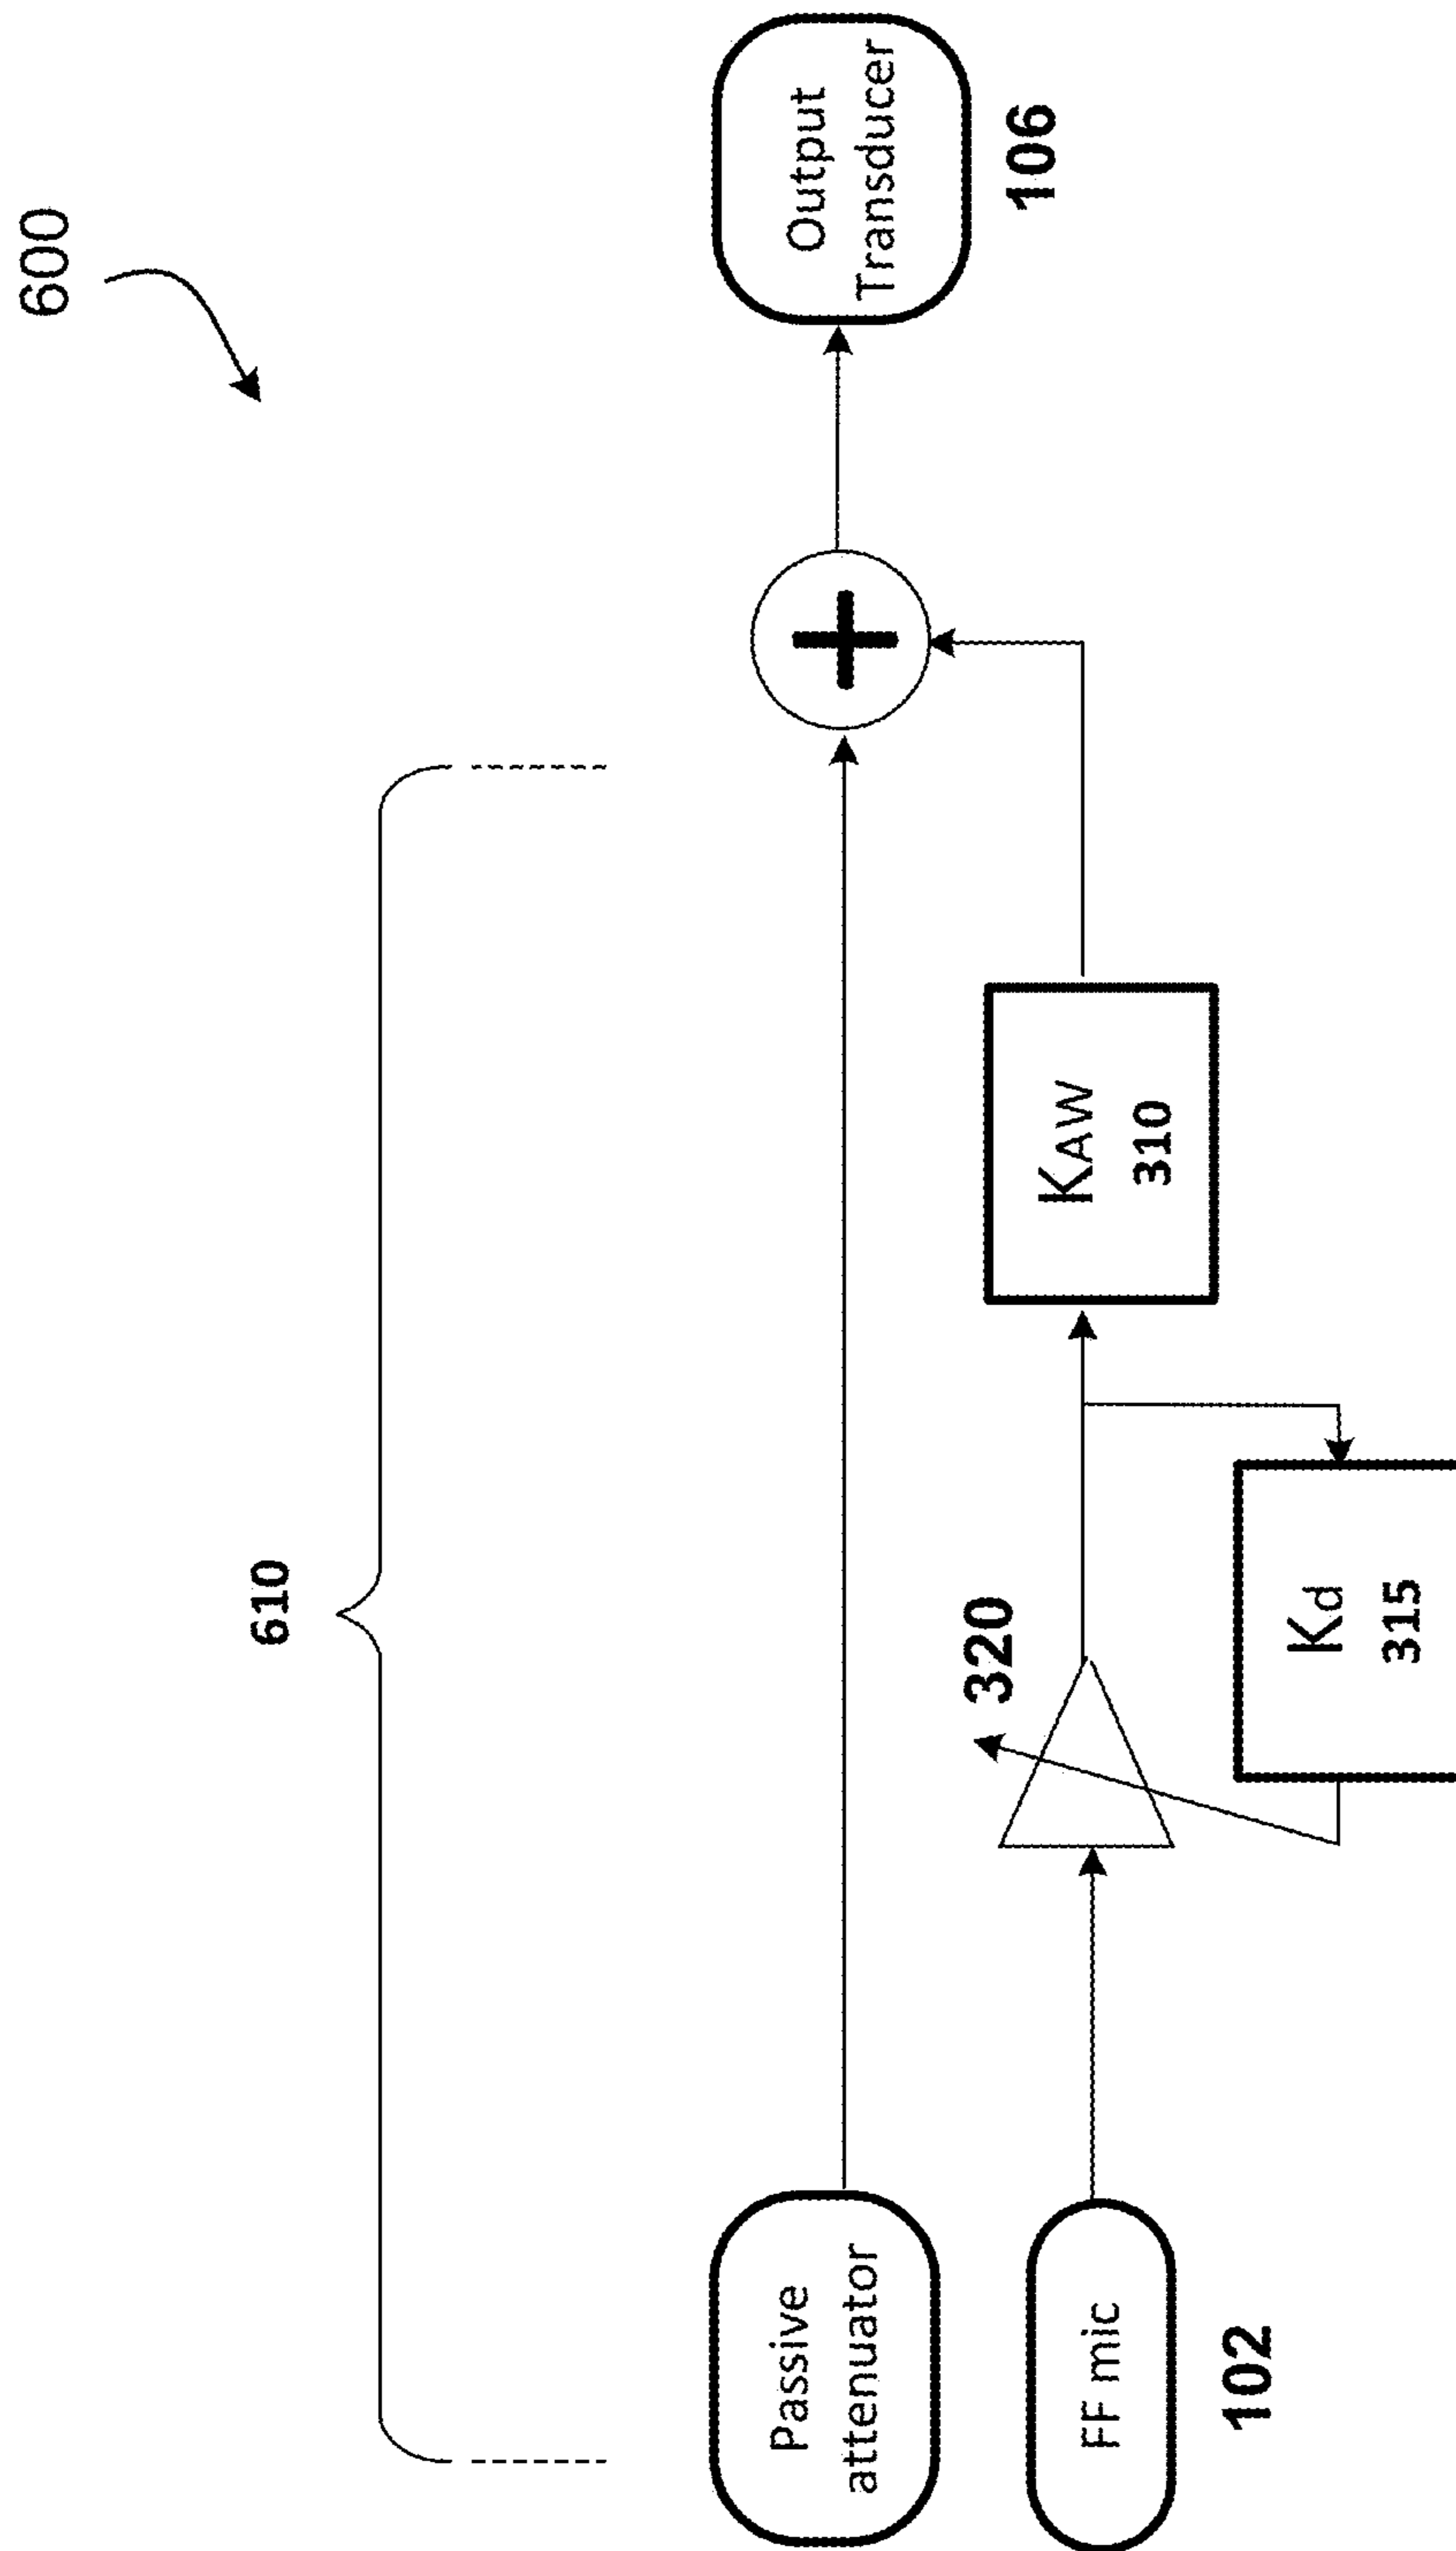 600
610
Passive
attenuator
Output
Transducer
106
FF mic
102
320
KAW
310
Kd
315